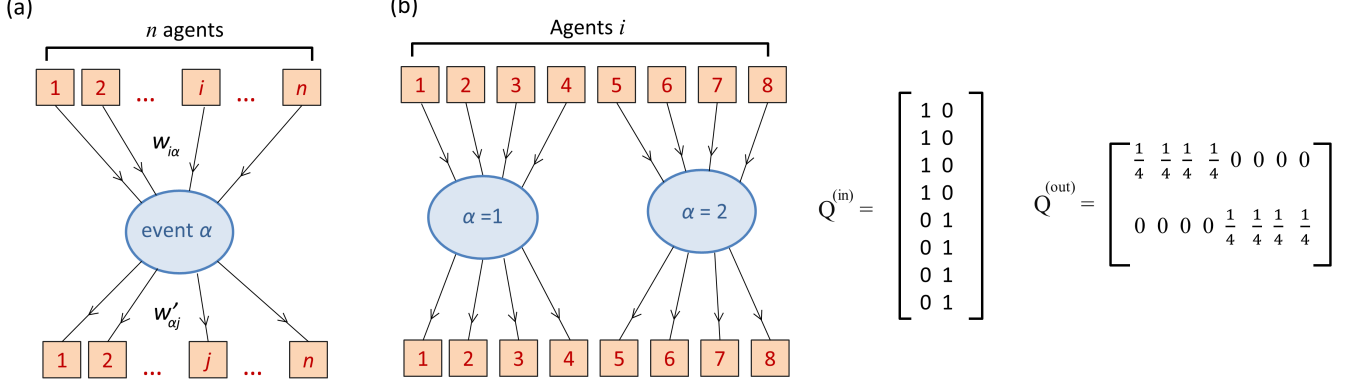 (a)
n agents
1 2 ... i ... n
wiα
event α
w′αj
1 2 ... j ... n
(b)
Agents i
1 2 3 4 5 6 7 8
α =1
α = 2
1 2 3 4 5 6 7 8
Q(in) =
1 0
1 0
1 0
1 0
0 1
0 1
0 1
0 1
Q(out) =
1/4 1/4 1/4 1/4 0 0 0 0
0 0 0 0 1/4 1/4 1/4 1/4